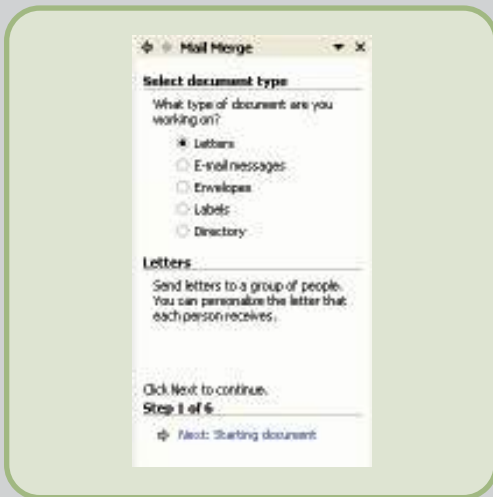 Mail Merge
Select document type
What type of document are you
working on?
Letters
E-mail messages
Envelopes
Labels
Directory
Letters
Send letters to a group of people.
You can personalize the letter that
each person receives.
Click Next to continue.
Step 1 of 6
Next: Starting document